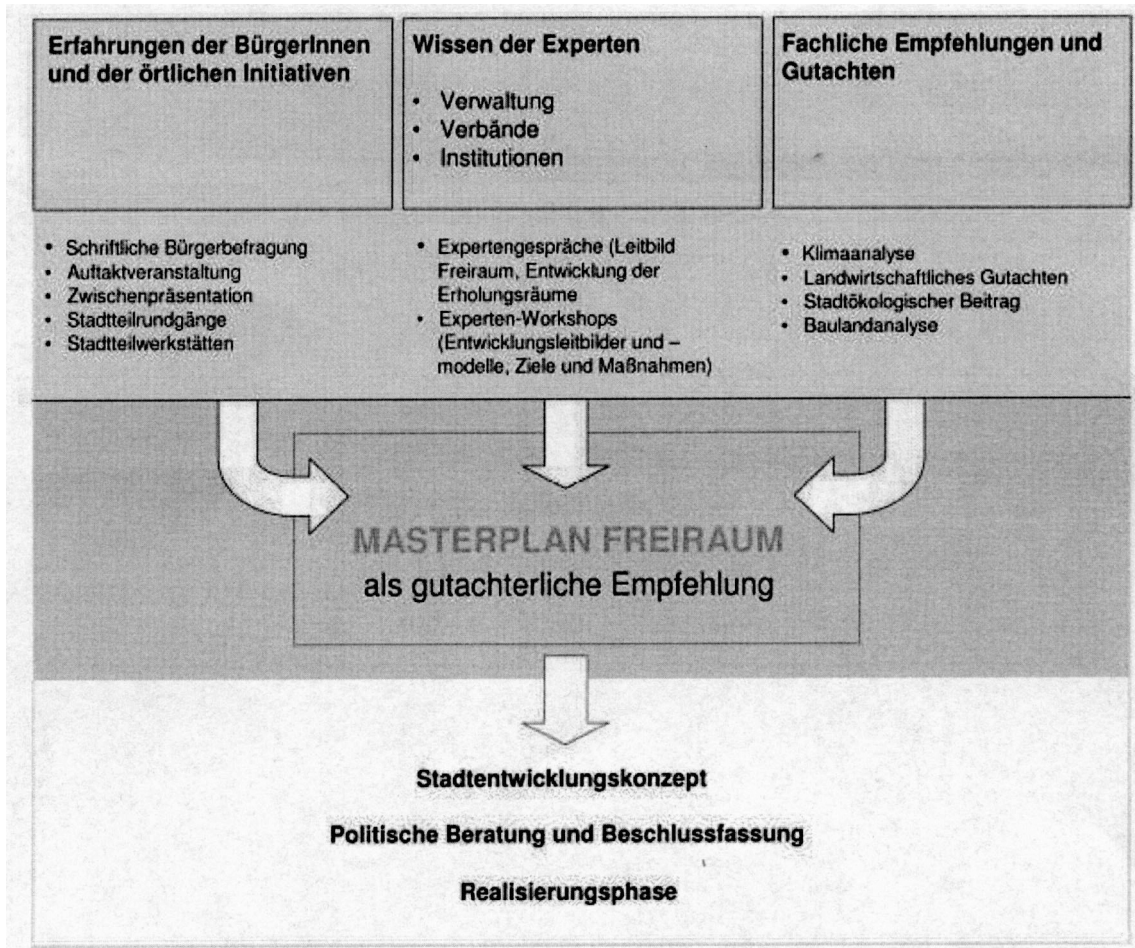 Erfahrungen der BürgerInnen
und der örtlichen Initiativen
Wissen der Experten
• Verwaltung
• Verbände
• Institutionen
Fachliche Empfehlungen und
Gutachten
• Schriftliche Bürgerbefragung
• Auftaktveranstaltung
• Zwischenpräsentation
• Stadtteilrundgänge
• Stadtteilwerkstätten
• Expertengespräche (Leitbild
Freiraum, Entwicklung der
Erholungsräume
• Experten-Workshops
(Entwicklungsleitbilder und –
modelle, Ziele und Maßnahmen)
• Klimaanalyse
• Landwirtschaftliches Gutachten
• Stadtökologischer Beitrag
• Baulandanalyse
MASTERPLAN FREIRAUM
als gutachterliche Empfehlung
Stadtentwicklungskonzept
Politische Beratung und Beschlussfassung
Realisierungsphase